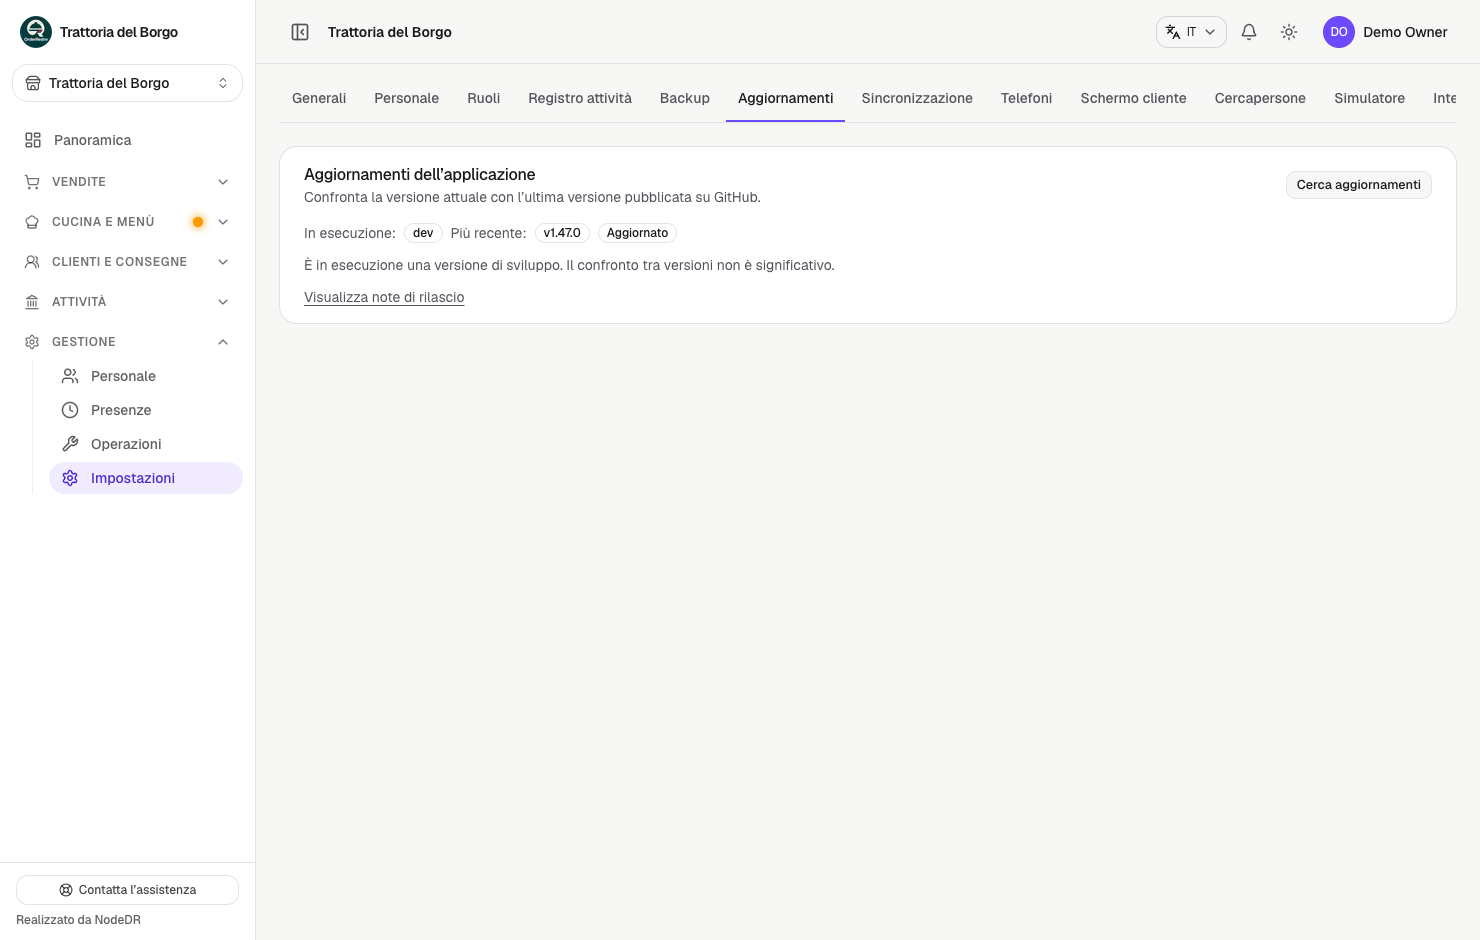 Trattoria del Borgo
Trattoria del Borgo
Panoramica
VENDITE
CUCINA E MENÙ
CLIENTI E CONSEGNE
ATTIVITÀ
GESTIONE
Personale
Presenze
Operazioni
Impostazioni
Contatta l'assistenza
Realizzato da NodeDR
Trattoria del Borgo
IT
DO
Demo Owner
Generali Personale Ruoli Registro attività Backup Aggiornamenti Sincronizzazione Telefoni Schermo cliente Cercapersone Simulatore Inte
Aggiornamenti dell’applicazione
Confronta la versione attuale con l’ultima versione pubblicata su GitHub.
Cerca aggiornamenti
In esecuzione: dev Più recente: v1.47.0 Aggiornato
È in esecuzione una versione di sviluppo. Il confronto tra versioni non è significativo.
Visualizza note di rilascio